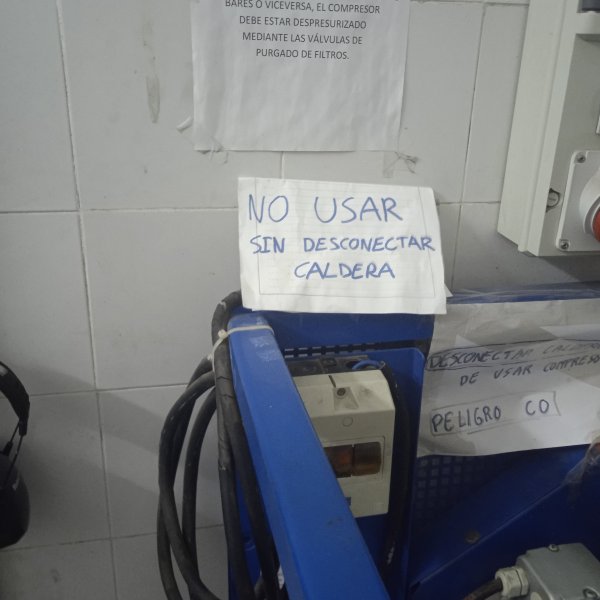 BARES O VICEVERSA, EL COMPRESOR
DEBE ESTAR DESPRESURIZADO
MEDIANTE LAS VÁLVULAS DE
PURGADO DE FILTROS.
NO USAR
SIN DESCONECTAR
CALDERA
DESCONECTAR
DE USAR
PELIGRO CO